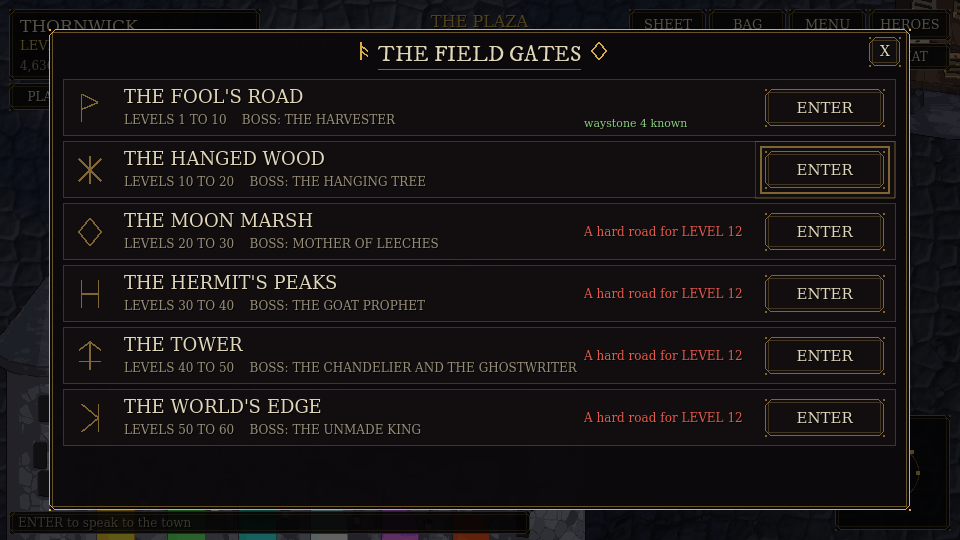 THORNWICK
THE PLAZA
SHEET
BAG
MENU
HEROES
THE FIELD GATES
X
THE FOOL'S ROAD
LEVELS 1 TO 10 BOSS: THE HARVESTER
waystone 4 known
ENTER
THE HANGED WOOD
LEVELS 10 TO 20 BOSS: THE HANGING TREE
ENTER
THE MOON MARSH
LEVELS 20 TO 30 BOSS: MOTHER OF LEECHES
A hard road for LEVEL 12
ENTER
THE HERMIT'S PEAKS
LEVELS 30 TO 40 BOSS: THE GOAT PROPHET
A hard road for LEVEL 12
ENTER
THE TOWER
LEVELS 40 TO 50 BOSS: THE CHANDELIER AND THE GHOSTWRITER
A hard road for LEVEL 12
ENTER
THE WORLD'S EDGE
LEVELS 50 TO 60 BOSS: THE UNMADE KING
A hard road for LEVEL 12
ENTER
ENTER to speak to the town